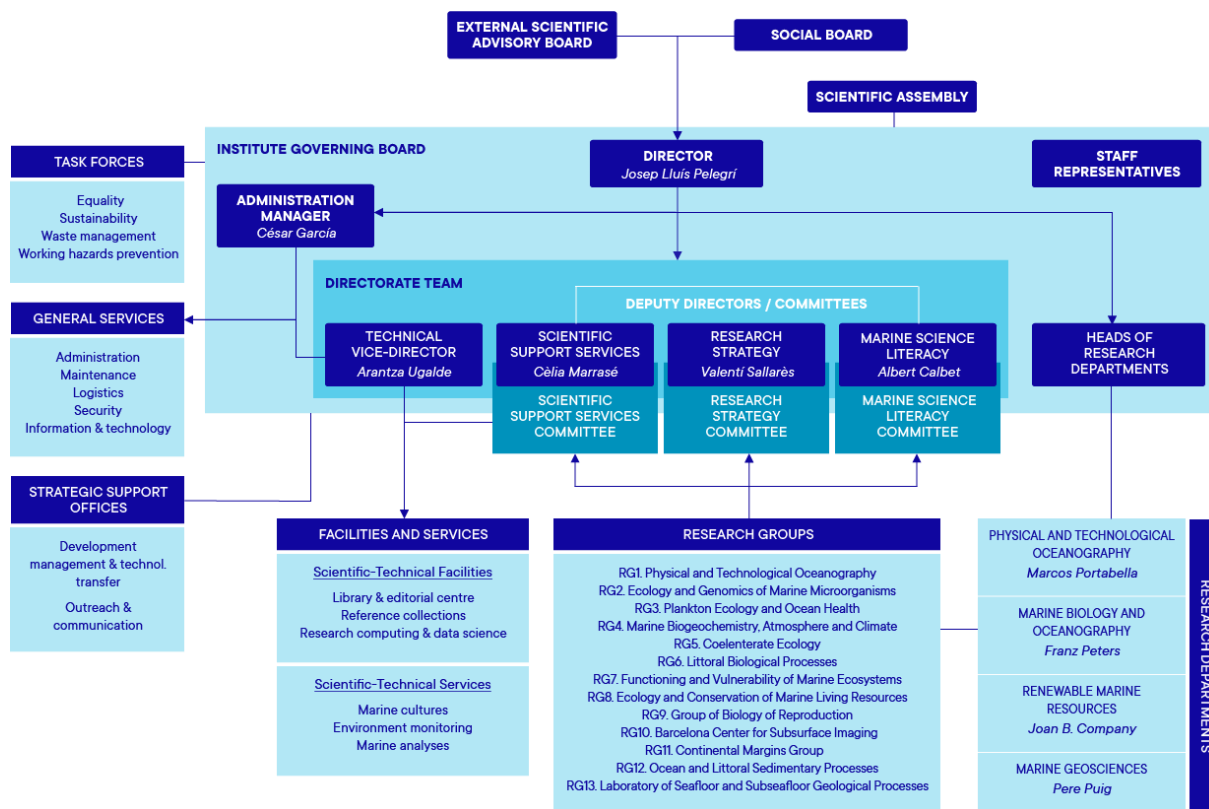 EXTERNAL SCIENTIFIC
ADVISORY BOARD
SOCIAL BOARD
SCIENTIFIC ASSEMBLY
INSTITUTE GOVERNING BOARD
DIRECTOR
Josep Lluís Pelegrí
STAFF
REPRESENTATIVES
ADMINISTRATION
MANAGER
César García
TASK FORCES
Equality
Sustainability
Waste management
Working hazards prevention
DIRECTORATE TEAM
DEPUTY DIRECTORS / COMMITTEES
TECHNICAL
VICE-DIRECTOR
Arantza Ugalde
SCIENTIFIC
SUPPORT SERVICES
Cèlia Marrasé
RESEARCH
STRATEGY
Valentí Sallarès
MARINE SCIENCE
LITERACY
Albert Calbet
HEADS OF
RESEARCH
DEPARTMENTS
SCIENTIFIC
SUPPORT SERVICES
COMMITTEE
RESEARCH
STRATEGY
COMMITTEE
MARINE SCIENCE
LITERACY
COMMITTEE
GENERAL SERVICES
Administration
Maintenance
Logistics
Security
Information & technology
STRATEGIC SUPPORT
OFFICES
Development
management & technol.
transfer
Outreach &
communication
FACILITIES AND SERVICES
Scientific-Technical Facilities
Library & editorial centre
Reference collections
Research computing & data science
Scientific-Technical Services
Marine cultures
Environment monitoring
Marine analyses
RESEARCH GROUPS
RG1. Physical and Technological Oceanography
RG2. Ecology and Genomics of Marine Microorganisms
RG3. Plankton Ecology and Ocean Health
RG4. Marine Biogeochemistry, Atmosphere and Climate
RG5. Coelenterate Ecology
RG6. Littoral Biological Processes
RG7. Functioning and Vulnerability of Marine Ecosystems
RG8. Ecology and Conservation of Marine Living Resources
RG9. Group of Biology of Reproduction
RG10. Barcelona Center for Subsurface Imaging
RG11. Continental Margins Group
RG12. Ocean and Littoral Sedimentary Processes
RG13. Laboratory of Seafloor and Subseafloor Geological Processes
PHYSICAL AND TECHNOLOGICAL
OCEANOGRAPHY
Marcos Portabella
MARINE BIOLOGY AND
OCEANOGRAPHY
Franz Peters
RENEWABLE MARINE
RESOURCES
Joan B. Company
MARINE GEOSCIENCES
Pere Puig
RESEARCH DEPARTMENTS